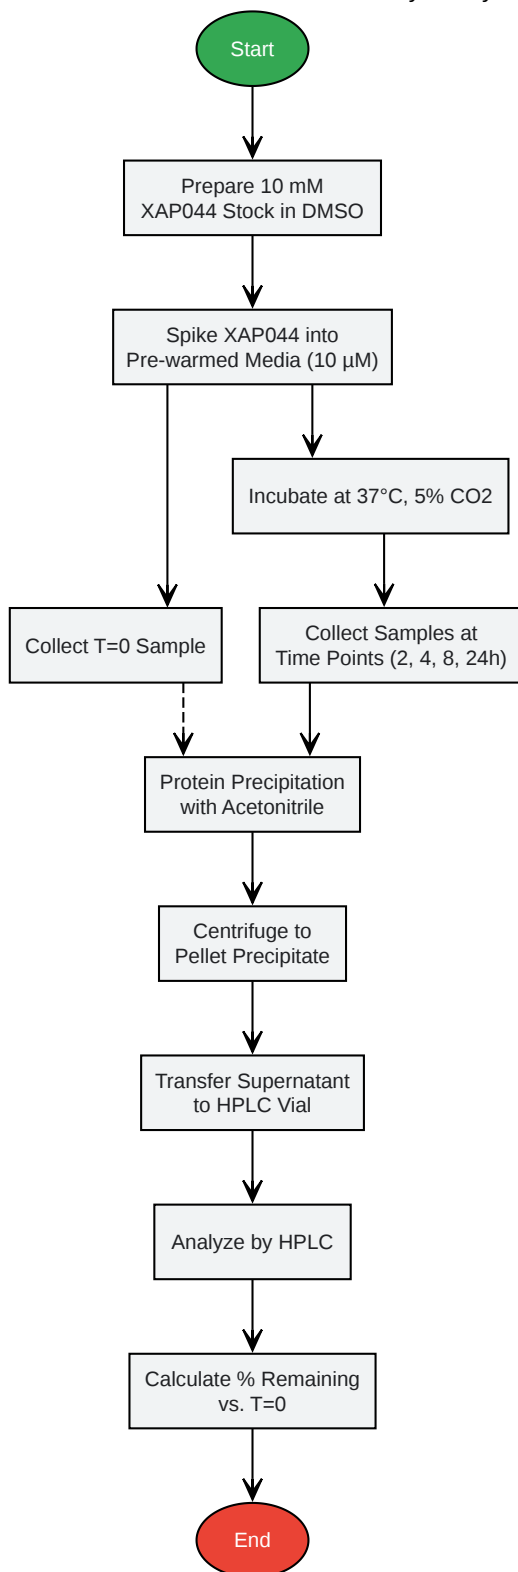 Start
Prepare 10 mM
XAP044 Stock in DMSO
Spike XAP044 into
Pre-warmed Media (10 µM)
Incubate at 37°C, 5% CO2
Collect T=0 Sample
Collect Samples at
Time Points (2, 4, 8, 24h)
Protein Precipitation
with Acetonitrile
Centrifuge to
Pellet Precipitate
Transfer Supernatant
to HPLC Vial
Analyze by HPLC
Calculate % Remaining
vs. T=0
End